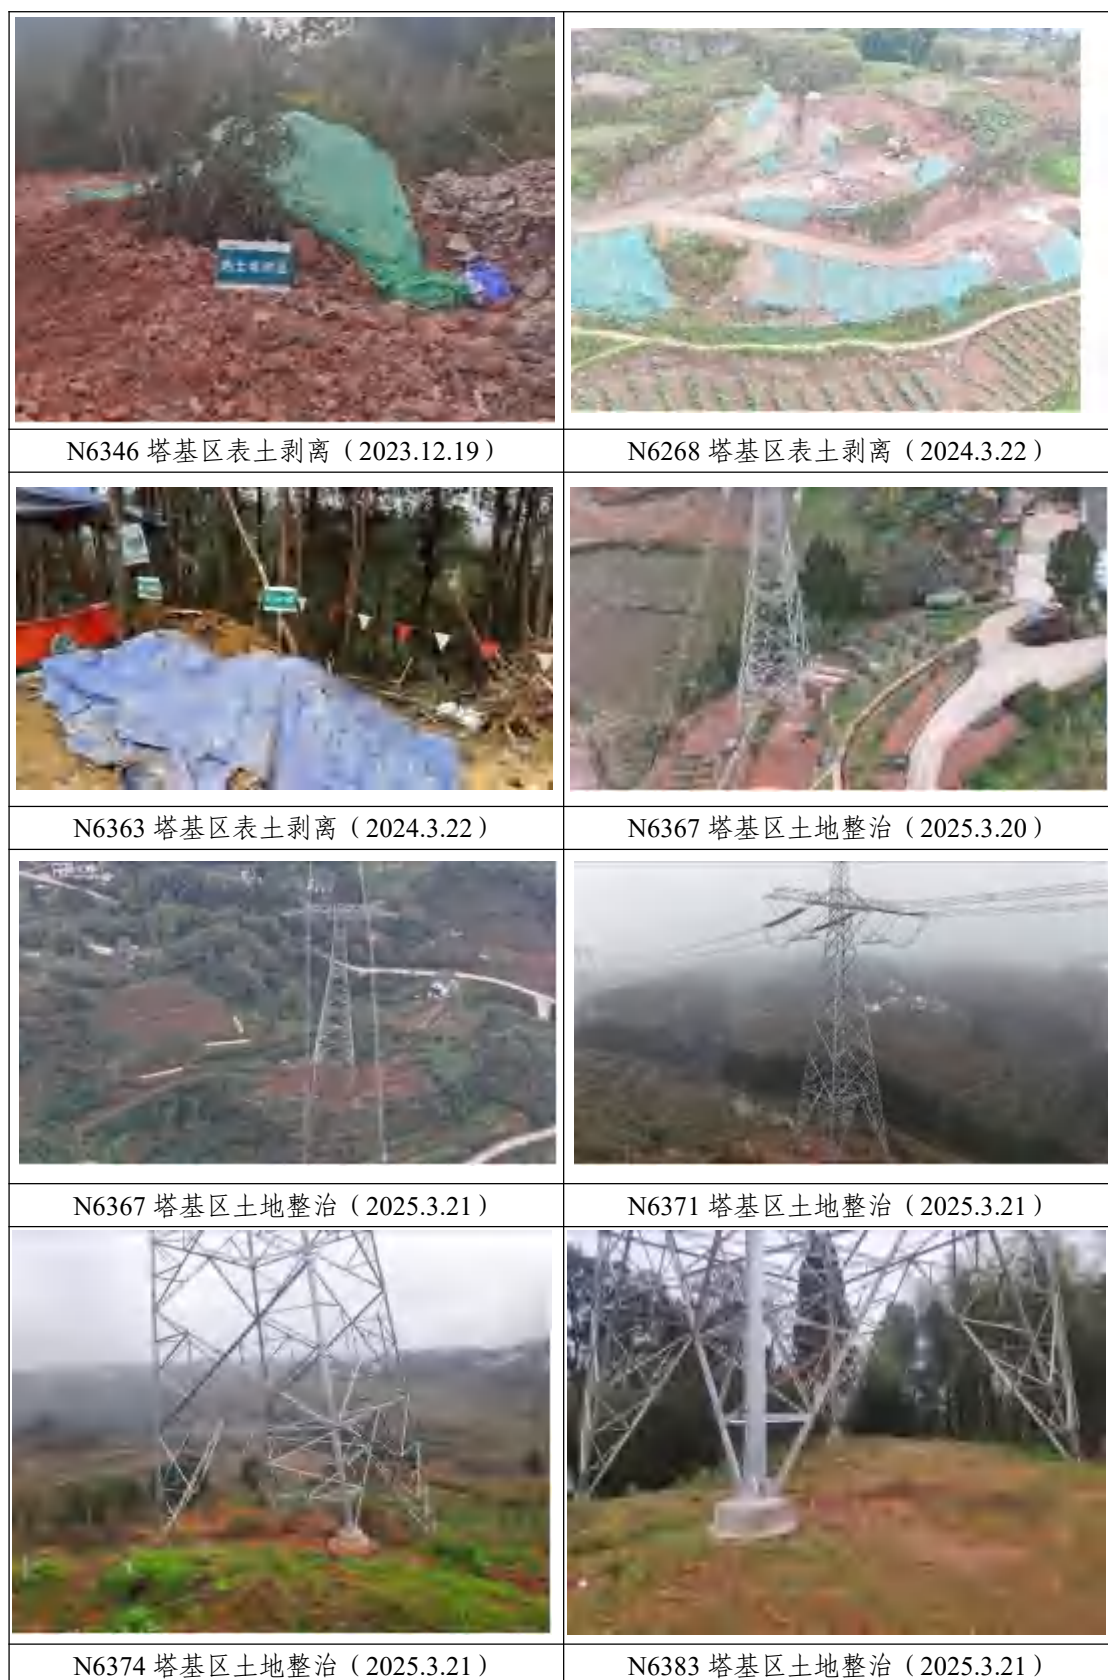 N6346 塔基区表土剥离（2023.12.19）
N6268 塔基区表土剥离（2024.3.22）
N6363 塔基区表土剥离（2024.3.22）
N6367 塔基区土地整治（2025.3.20）
N6367 塔基区土地整治（2025.3.21）
N6371 塔基区土地整治（2025.3.21）
N6374 塔基区土地整治（2025.3.21）
N6383 塔基区土地整治（2025.3.21）